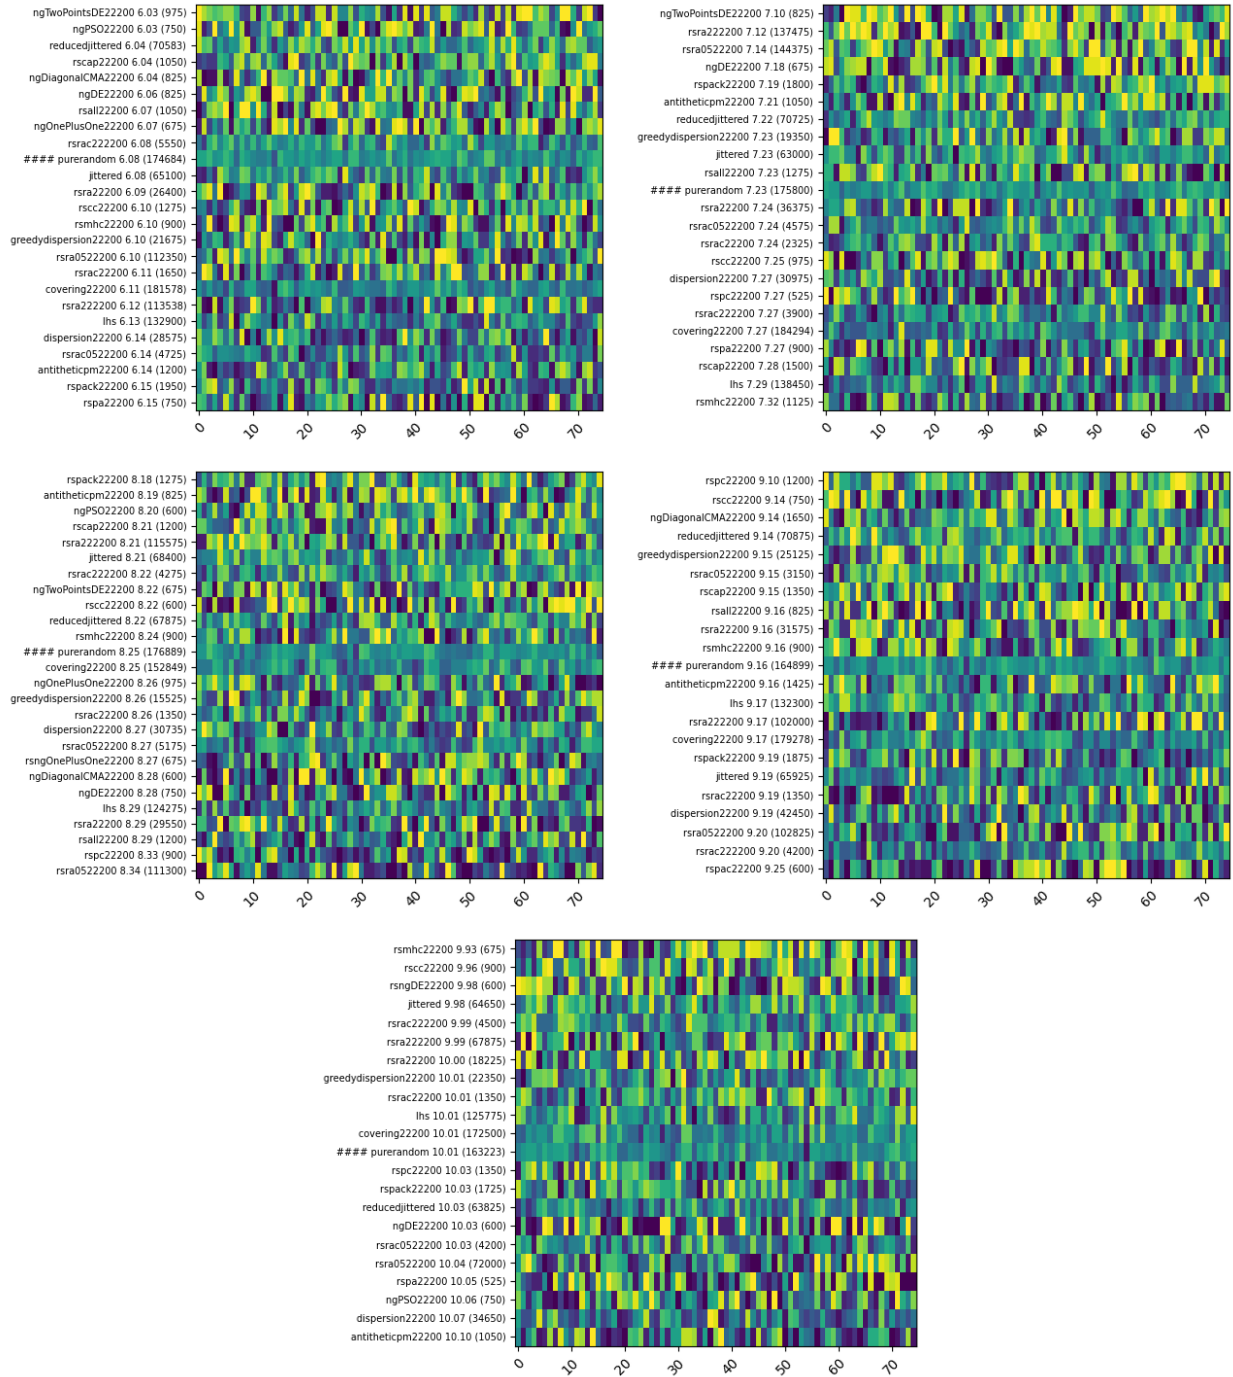 ngTwoPointsDE22200 6.03 (975)
ngPSO22200 6.03 (750)
reducedjittered 6.04 (70583)
rscap22200 6.04 (1050)
ngDiagonalCMA22200 6.04 (825)
ngDE22200 6.06 (825)
rsall22200 6.07 (1050)
ngOnePlusOne22200 6.07 (675)
rsrac222200 6.08 (5550)
#### purerandom 6.08 (174684)
jittered 6.08 (65100)
rsra22200 6.09 (26400)
rscc22200 6.10 (1275)
rsmhc22200 6.10 (900)
greedydispersion22200 6.10 (21675)
rsra0522200 6.10 (112350)
rsrac22200 6.11 (1650)
covering22200 6.11 (181578)
rsra222200 6.12 (113538)
lhs 6.13 (132900)
dispersion22200 6.14 (28575)
rsrac0522200 6.14 (4725)
antitheticpm22200 6.14 (1200)
rspack22200 6.15 (1950)
rspa22200 6.15 (750)
0 10 20 30 40 50 60 70
ngTwoPointsDE22200 7.10 (825)
rsra222200 7.12 (137475)
rsra0522200 7.14 (144375)
ngDE22200 7.18 (675)
rspack22200 7.19 (1800)
antitheticpm22200 7.21 (1050)
reducedjittered 7.22 (70725)
greedydispersion22200 7.23 (19350)
jittered 7.23 (63000)
rsall22200 7.23 (1275)
#### purerandom 7.23 (175800)
rsra22200 7.24 (36375)
rsrac0522200 7.24 (4575)
rsrac22200 7.24 (2325)
rscc22200 7.25 (975)
dispersion22200 7.27 (30975)
rspc22200 7.27 (525)
rsrac222200 7.27 (3900)
covering22200 7.27 (184294)
rspa22200 7.27 (900)
rscap22200 7.28 (1500)
lhs 7.29 (138450)
rsmhc22200 7.32 (1125)
0 10 20 30 40 50 60 70
rspack22200 8.18 (1275)
antitheticpm22200 8.19 (825)
ngPSO22200 8.20 (600)
rscap22200 8.21 (1200)
rsra222200 8.21 (115575)
jittered 8.21 (68400)
rsrac222200 8.22 (4275)
ngTwoPointsDE22200 8.22 (675)
rscc22200 8.22 (600)
reducedjittered 8.22 (67875)
rsmhc22200 8.24 (900)
#### purerandom 8.25 (176889)
covering22200 8.25 (152849)
ngOnePlusOne22200 8.26 (975)
greedydispersion22200 8.26 (15525)
rsrac22200 8.26 (1350)
dispersion22200 8.27 (30735)
rsrac0522200 8.27 (5175)
rsngOnePlusOne22200 8.27 (675)
ngDiagonalCMA22200 8.28 (600)
ngDE22200 8.28 (750)
lhs 8.29 (124275)
rsra22200 8.29 (29550)
rsall22200 8.29 (1200)
rspc22200 8.33 (900)
rsra0522200 8.34 (111300)
0 10 20 30 40 50 60 70
rspc22200 9.10 (1200)
rscc22200 9.14 (750)
ngDiagonalCMA22200 9.14 (1650)
reducedjittered 9.14 (70875)
greedydispersion22200 9.15 (25125)
rsrac0522200 9.15 (3150)
rscap22200 9.15 (1350)
rsall22200 9.16 (825)
rsra22200 9.16 (31575)
rsmhc22200 9.16 (900)
#### purerandom 9.16 (164899)
antitheticpm22200 9.16 (1425)
lhs 9.17 (132300)
rsra222200 9.17 (102000)
covering22200 9.17 (179278)
rspack22200 9.19 (1875)
jittered 9.19 (65925)
rsrac22200 9.19 (1350)
dispersion22200 9.19 (42450)
rsra0522200 9.20 (102825)
rsrac222200 9.20 (4200)
rspac22200 9.25 (600)
0 10 20 30 40 50 60 70
rsmhc22200 9.93 (675)
rscc22200 9.96 (900)
rsngDE22200 9.98 (600)
jittered 9.98 (64650)
rsrac222200 9.99 (4500)
rsra222200 9.99 (67875)
rsra22200 10.00 (18225)
greedydispersion22200 10.01 (22350)
rsrac22200 10.01 (1350)
lhs 10.01 (125775)
covering22200 10.01 (172500)
#### purerandom 10.01 (163223)
rspc22200 10.03 (1350)
rspack22200 10.03 (1725)
reducedjittered 10.03 (63825)
ngDE22200 10.03 (600)
rsrac0522200 10.03 (4200)
rsra0522200 10.04 (72000)
rspa22200 10.05 (525)
ngPSO22200 10.06 (750)
dispersion22200 10.07 (34650)
antitheticpm22200 10.10 (1050)
0 10 20 30 40 50 60 70